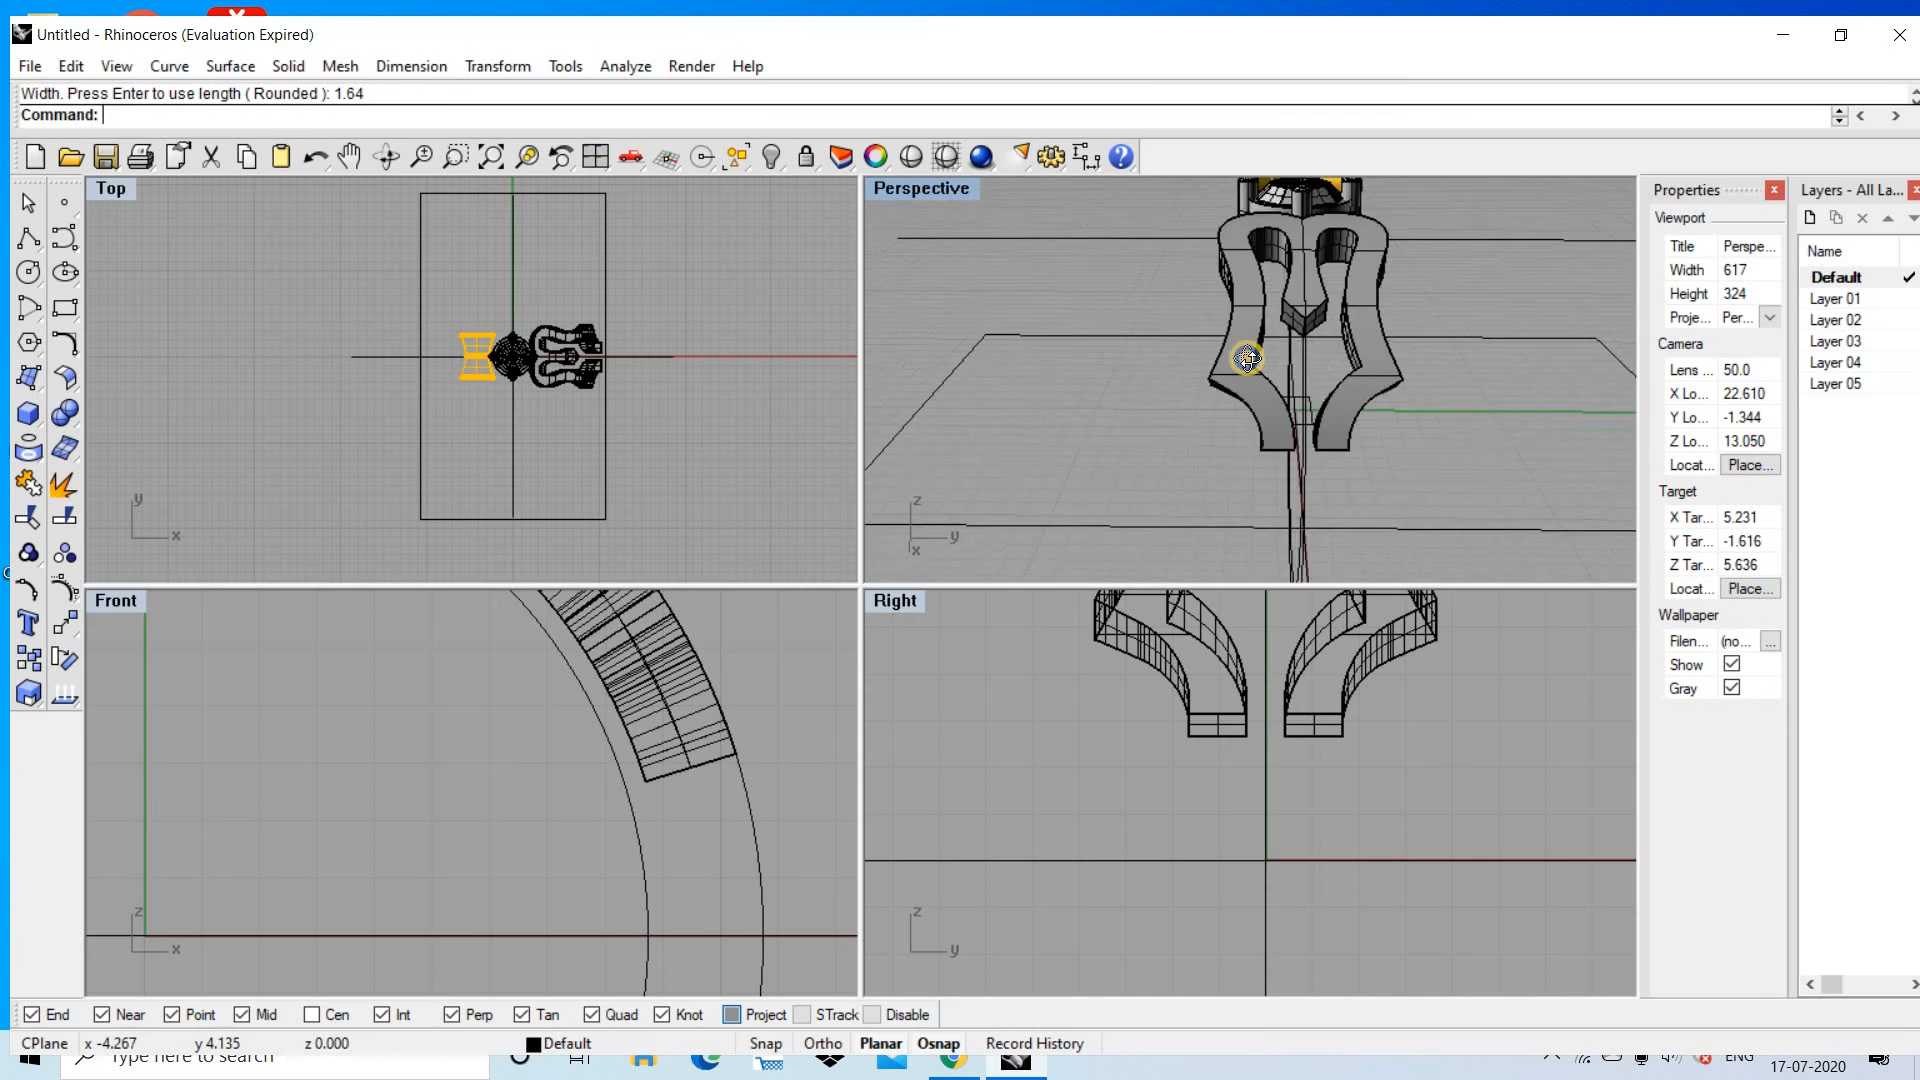 Untitled - Rhinoceros (Evaluation Expired)
File Edit View Curve Surface Solid Mesh Dimension Transform Tools Analyze Render Help
Width. Press Enter to use length ( Rounded ): 1.64
Command:
Top
Perspective
Front
Right
y
x
z
y
x
z
x
z
y
Properties
Viewport
Title Perspe...
Width 617
Height 324
Proje... Per...
Camera
Lens ... 50.0
X Lo... 22.610
Y Lo... -1.344
Z Lo... 13.050
Locat... Place...
Target
X Tar... 5.231
Y Tar... -1.616
Z Tar... 5.636
Locat... Place...
Wallpaper
Filen... (no... ...
Show
Gray
Layers - All La...
Name
Default
Layer 01
Layer 02
Layer 03
Layer 04
Layer 05
End Near Point Mid Cen Int Perp Tan Quad Knot Project STrack Disable
CPlane x -4.267 y 4.135 z 0.000 Default Snap Ortho Planar Osnap Record History
Type here to search
ENG
17-07-2020